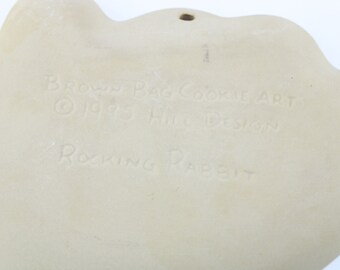 BROWN BAG COOKIE ART
© HILL DESIGN
ROCKING RABBIT